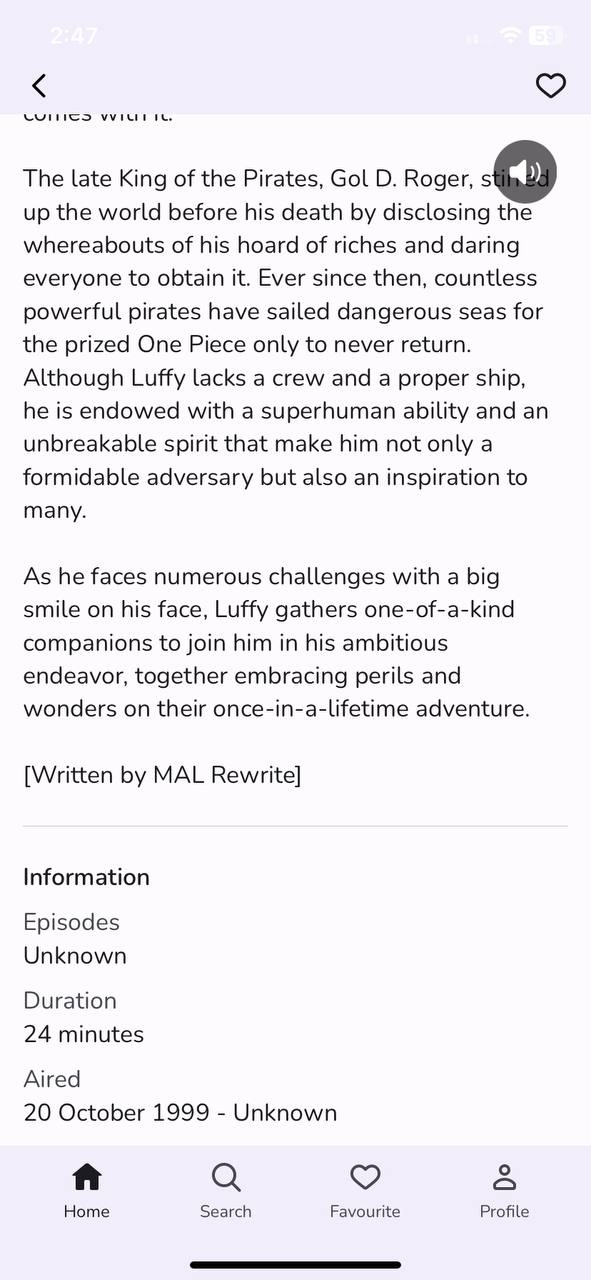 2:47
59
comes with it.
The late King of the Pirates, Gol D. Roger, stirred
up the world before his death by disclosing the
whereabouts of his hoard of riches and daring
everyone to obtain it. Ever since then, countless
powerful pirates have sailed dangerous seas for
the prized One Piece only to never return.
Although Luffy lacks a crew and a proper ship,
he is endowed with a superhuman ability and an
unbreakable spirit that make him not only a
formidable adversary but also an inspiration to
many.
As he faces numerous challenges with a big
smile on his face, Luffy gathers one-of-a-kind
companions to join him in his ambitious
endeavor, together embracing perils and
wonders on their once-in-a-lifetime adventure.
[Written by MAL Rewrite]
Information
Episodes
Unknown
Duration
24 minutes
Aired
20 October 1999 - Unknown
Home
Search
Favourite
Profile